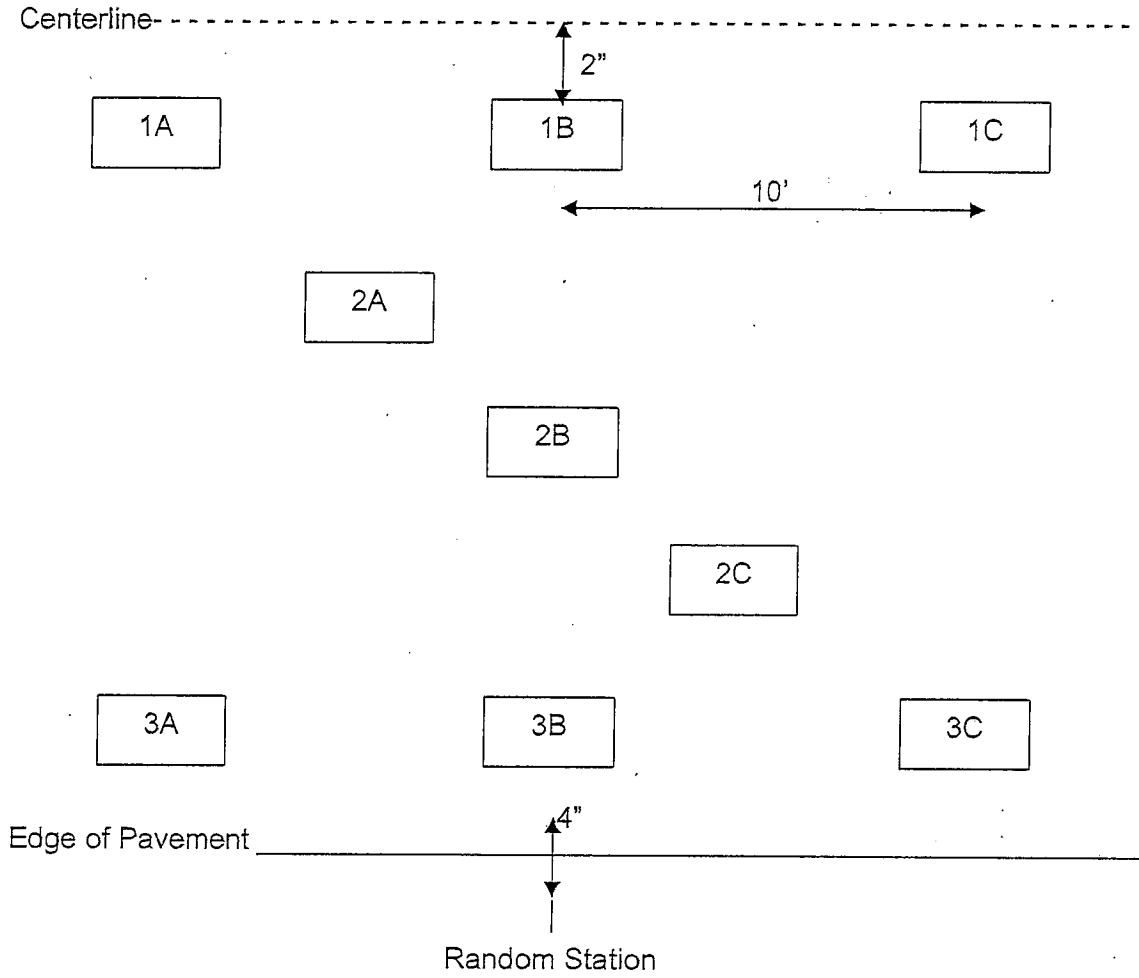 Centerline
2”
1A
1B
1C
10’
2A
2B
2C
3A
3B
3C
4”
Edge of Pavement
Random Station